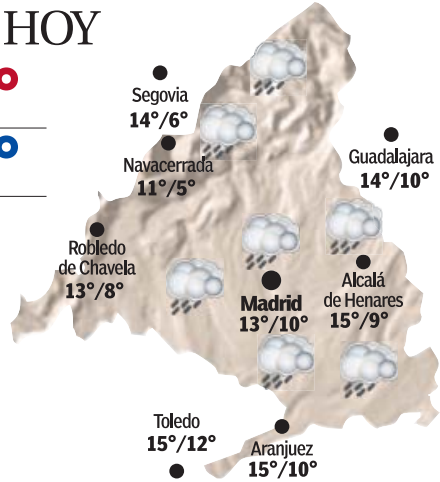 HOY
Segovia
14°/6°
Navacerrada
11°/5°
Guadalajara
14°/10°
Robledo
de Chavela
13°/8°
Madrid
13°/10°
Alcalá
de Henares
15°/9°
Toledo
15°/12°
Aranjuez
15°/10°